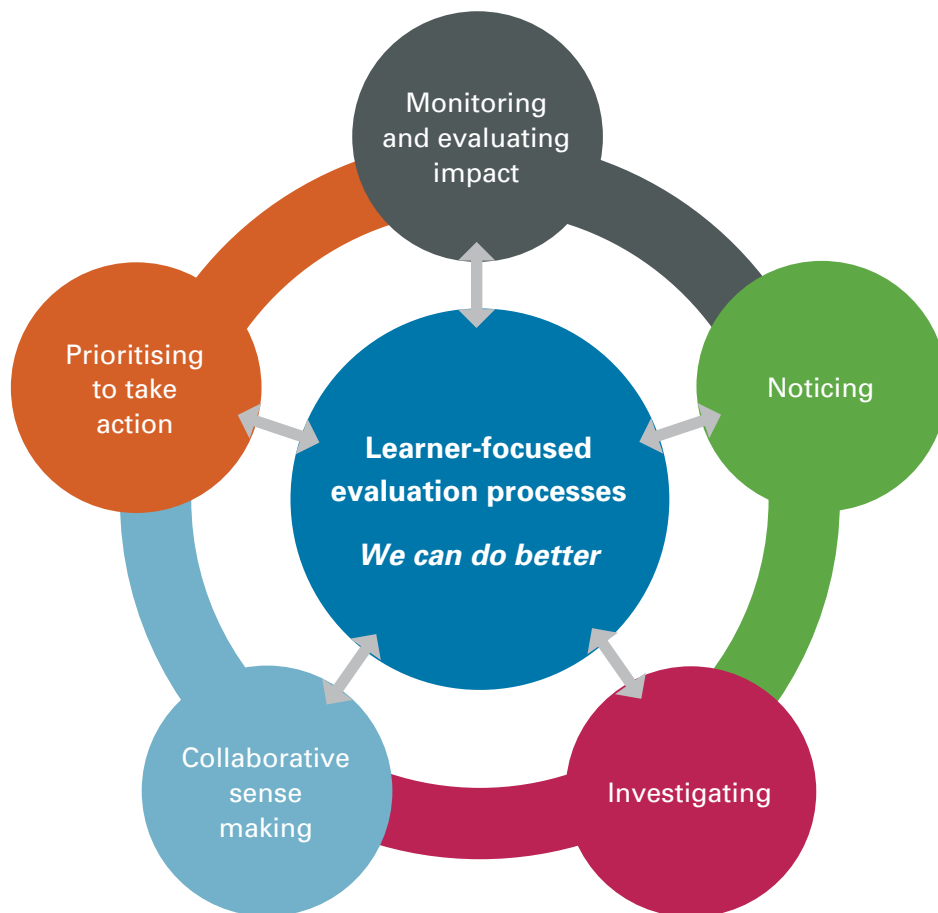 Monitoring
and evaluating
impact
Noticing
Prioritising
to take
action
Learner-focused
evaluation processes
We can do better
Investigating
Collaborative
sense
making